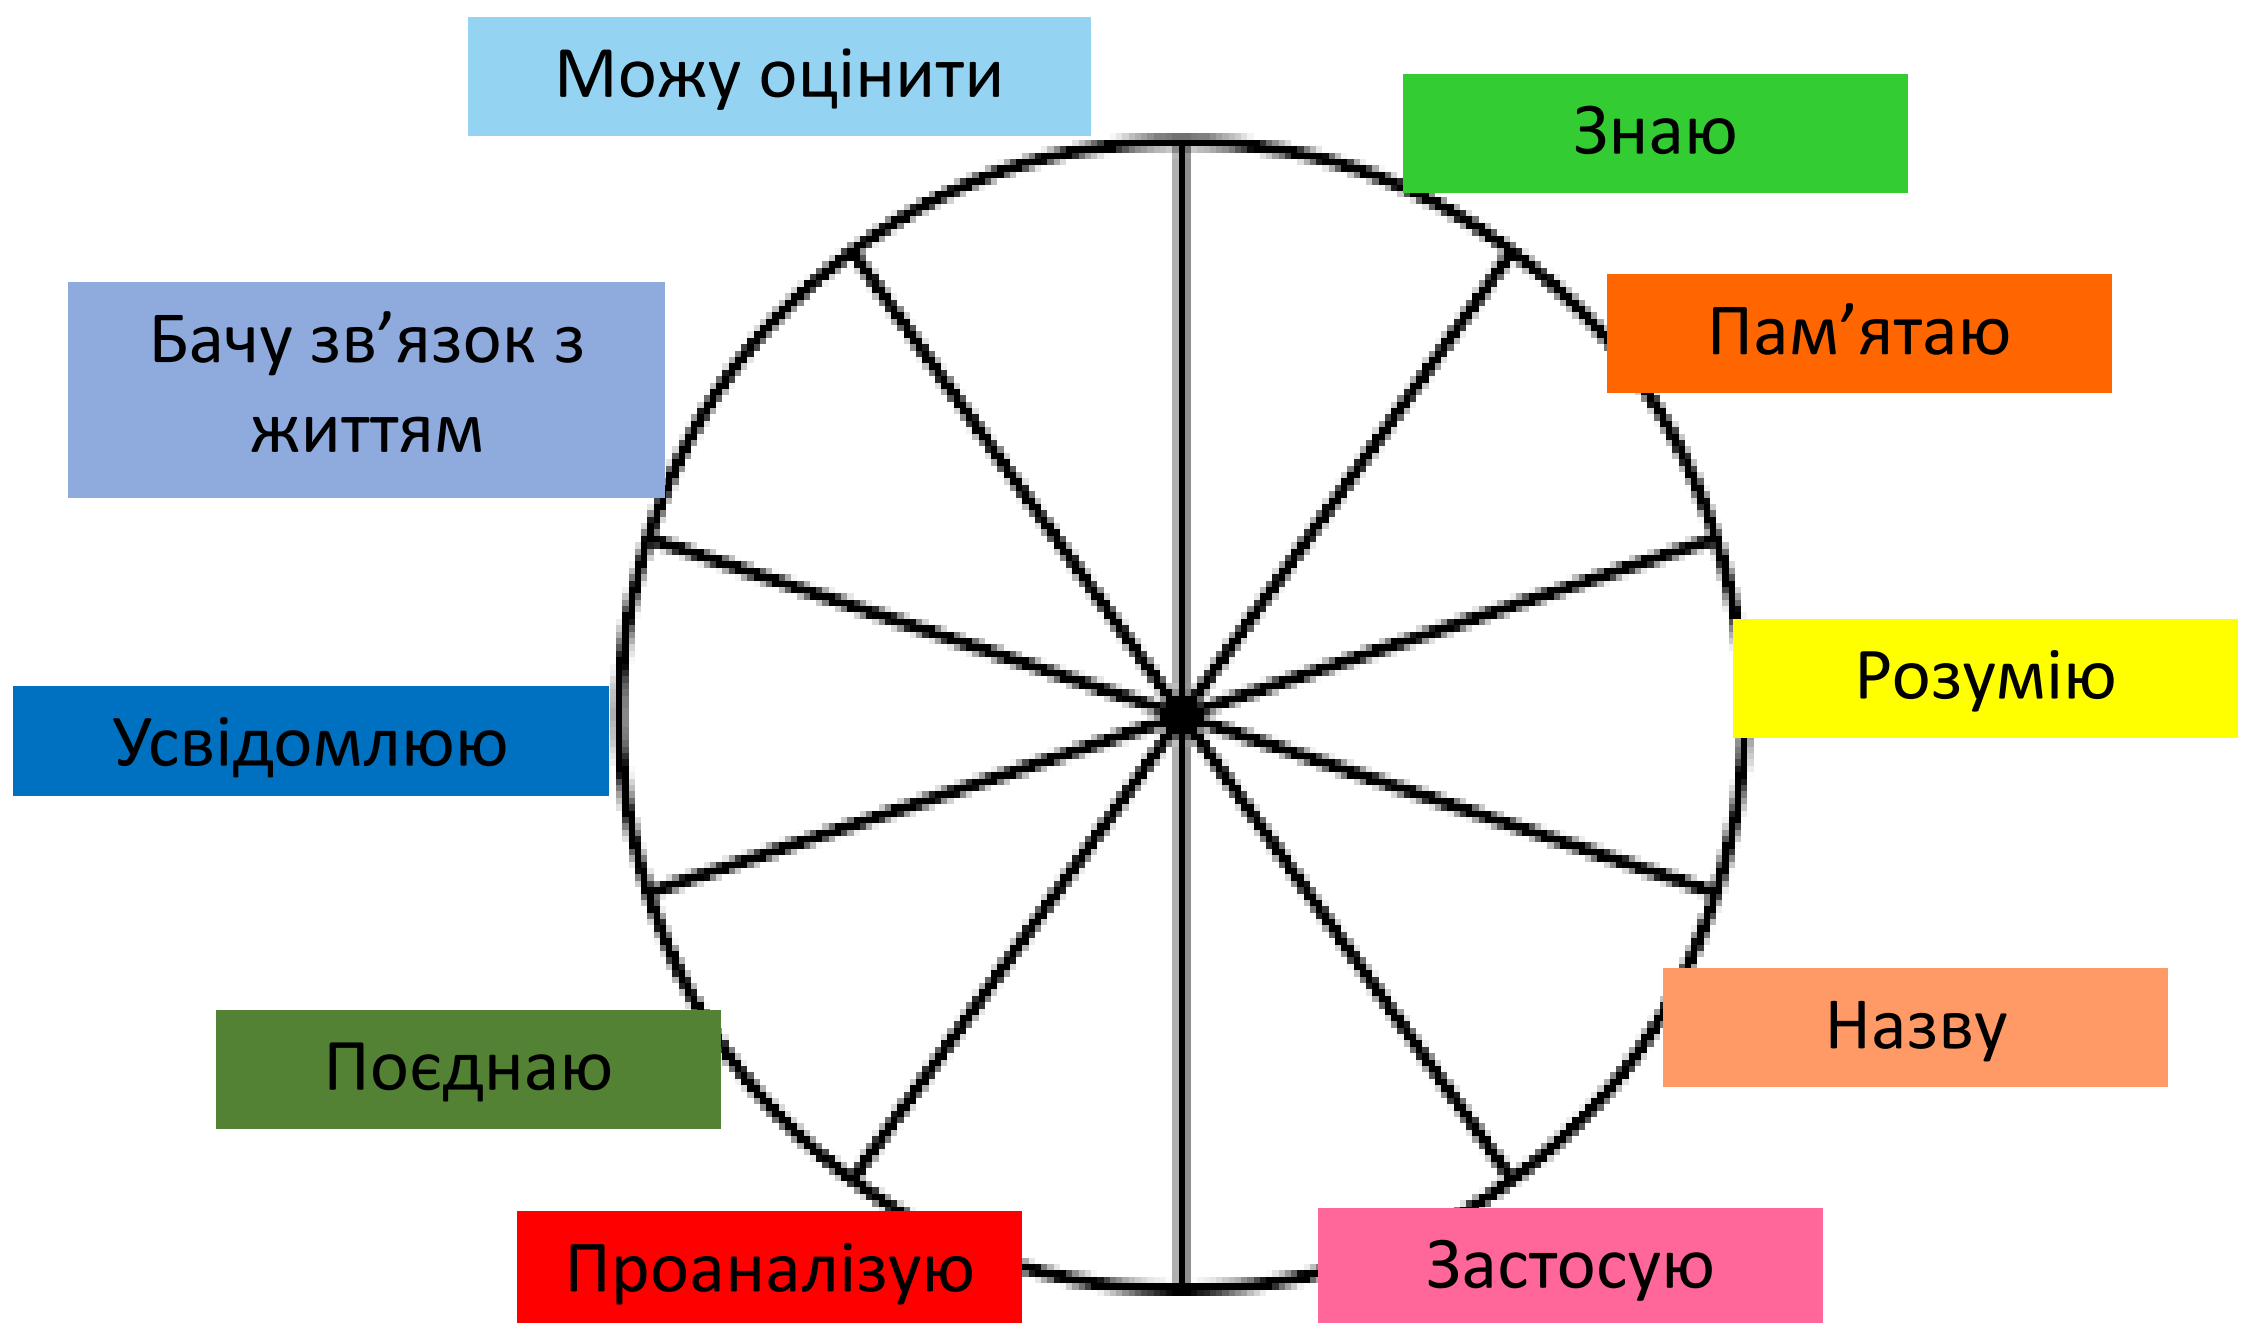 Можу оцінити
Знаю
Пам’ятаю
Бачу зв’язок з
життям
Розумію
Усвідомлюю
Назву
Поєднаю
Застосую
Проаналізую